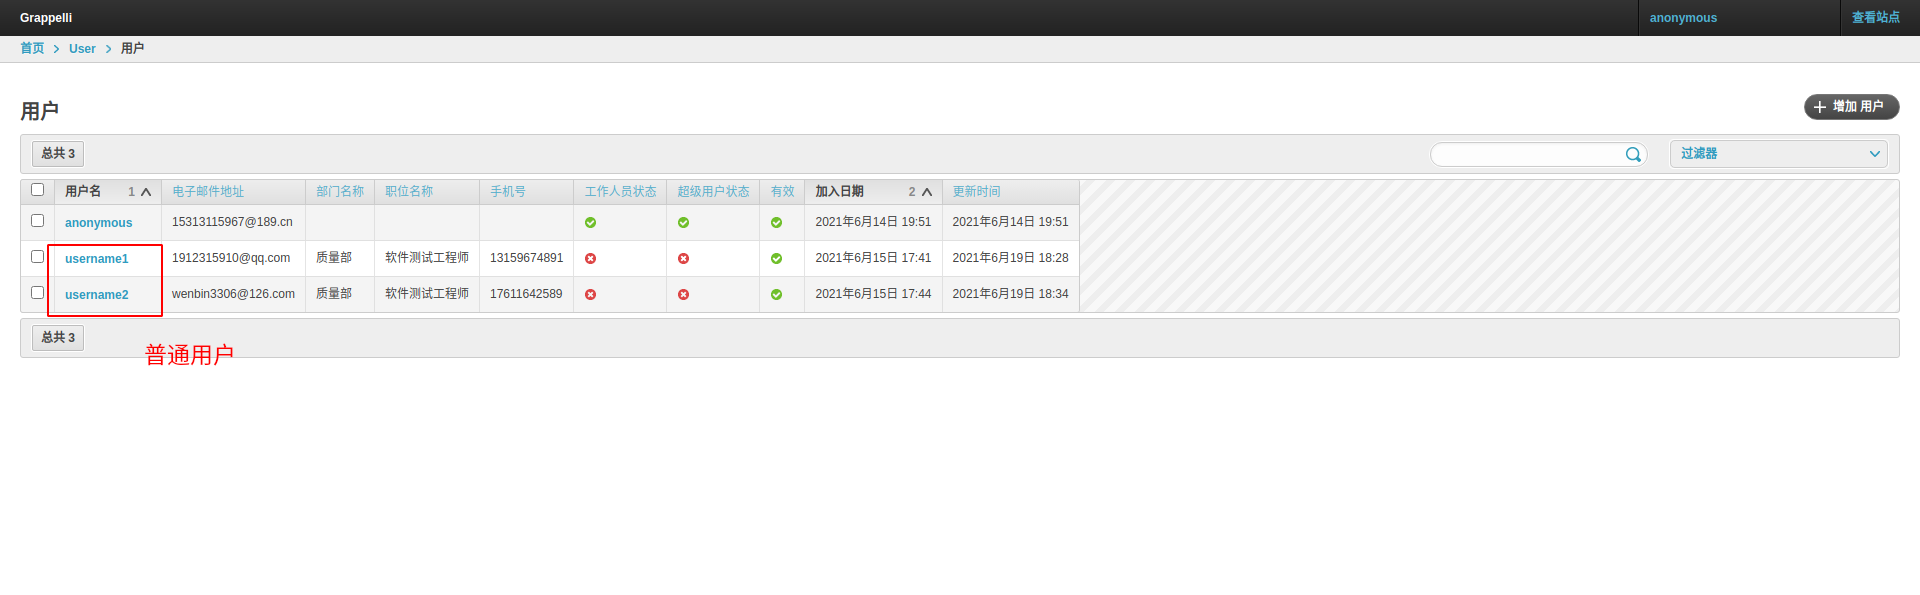 Grappelli anonymous 查看站点
首页 User 用户
用户 增加 用户
总共 3 过滤器
用户名 1 电子邮件地址 部门名称 职位名称 手机号 工作人员状态 超级用户状态 有效 加入日期 2 更新时间
anonymous 15313115967@189.cn 2021年6月14日 19:51 2021年6月14日 19:51
username1 1912315910@qq.com 质量部 软件测试工程师 13159674891 2021年6月15日 17:41 2021年6月19日 18:28
username2 wenbin3306@126.com 质量部 软件测试工程师 17611642589 2021年6月15日 17:44 2021年6月19日 18:34
总共 3
普通用户